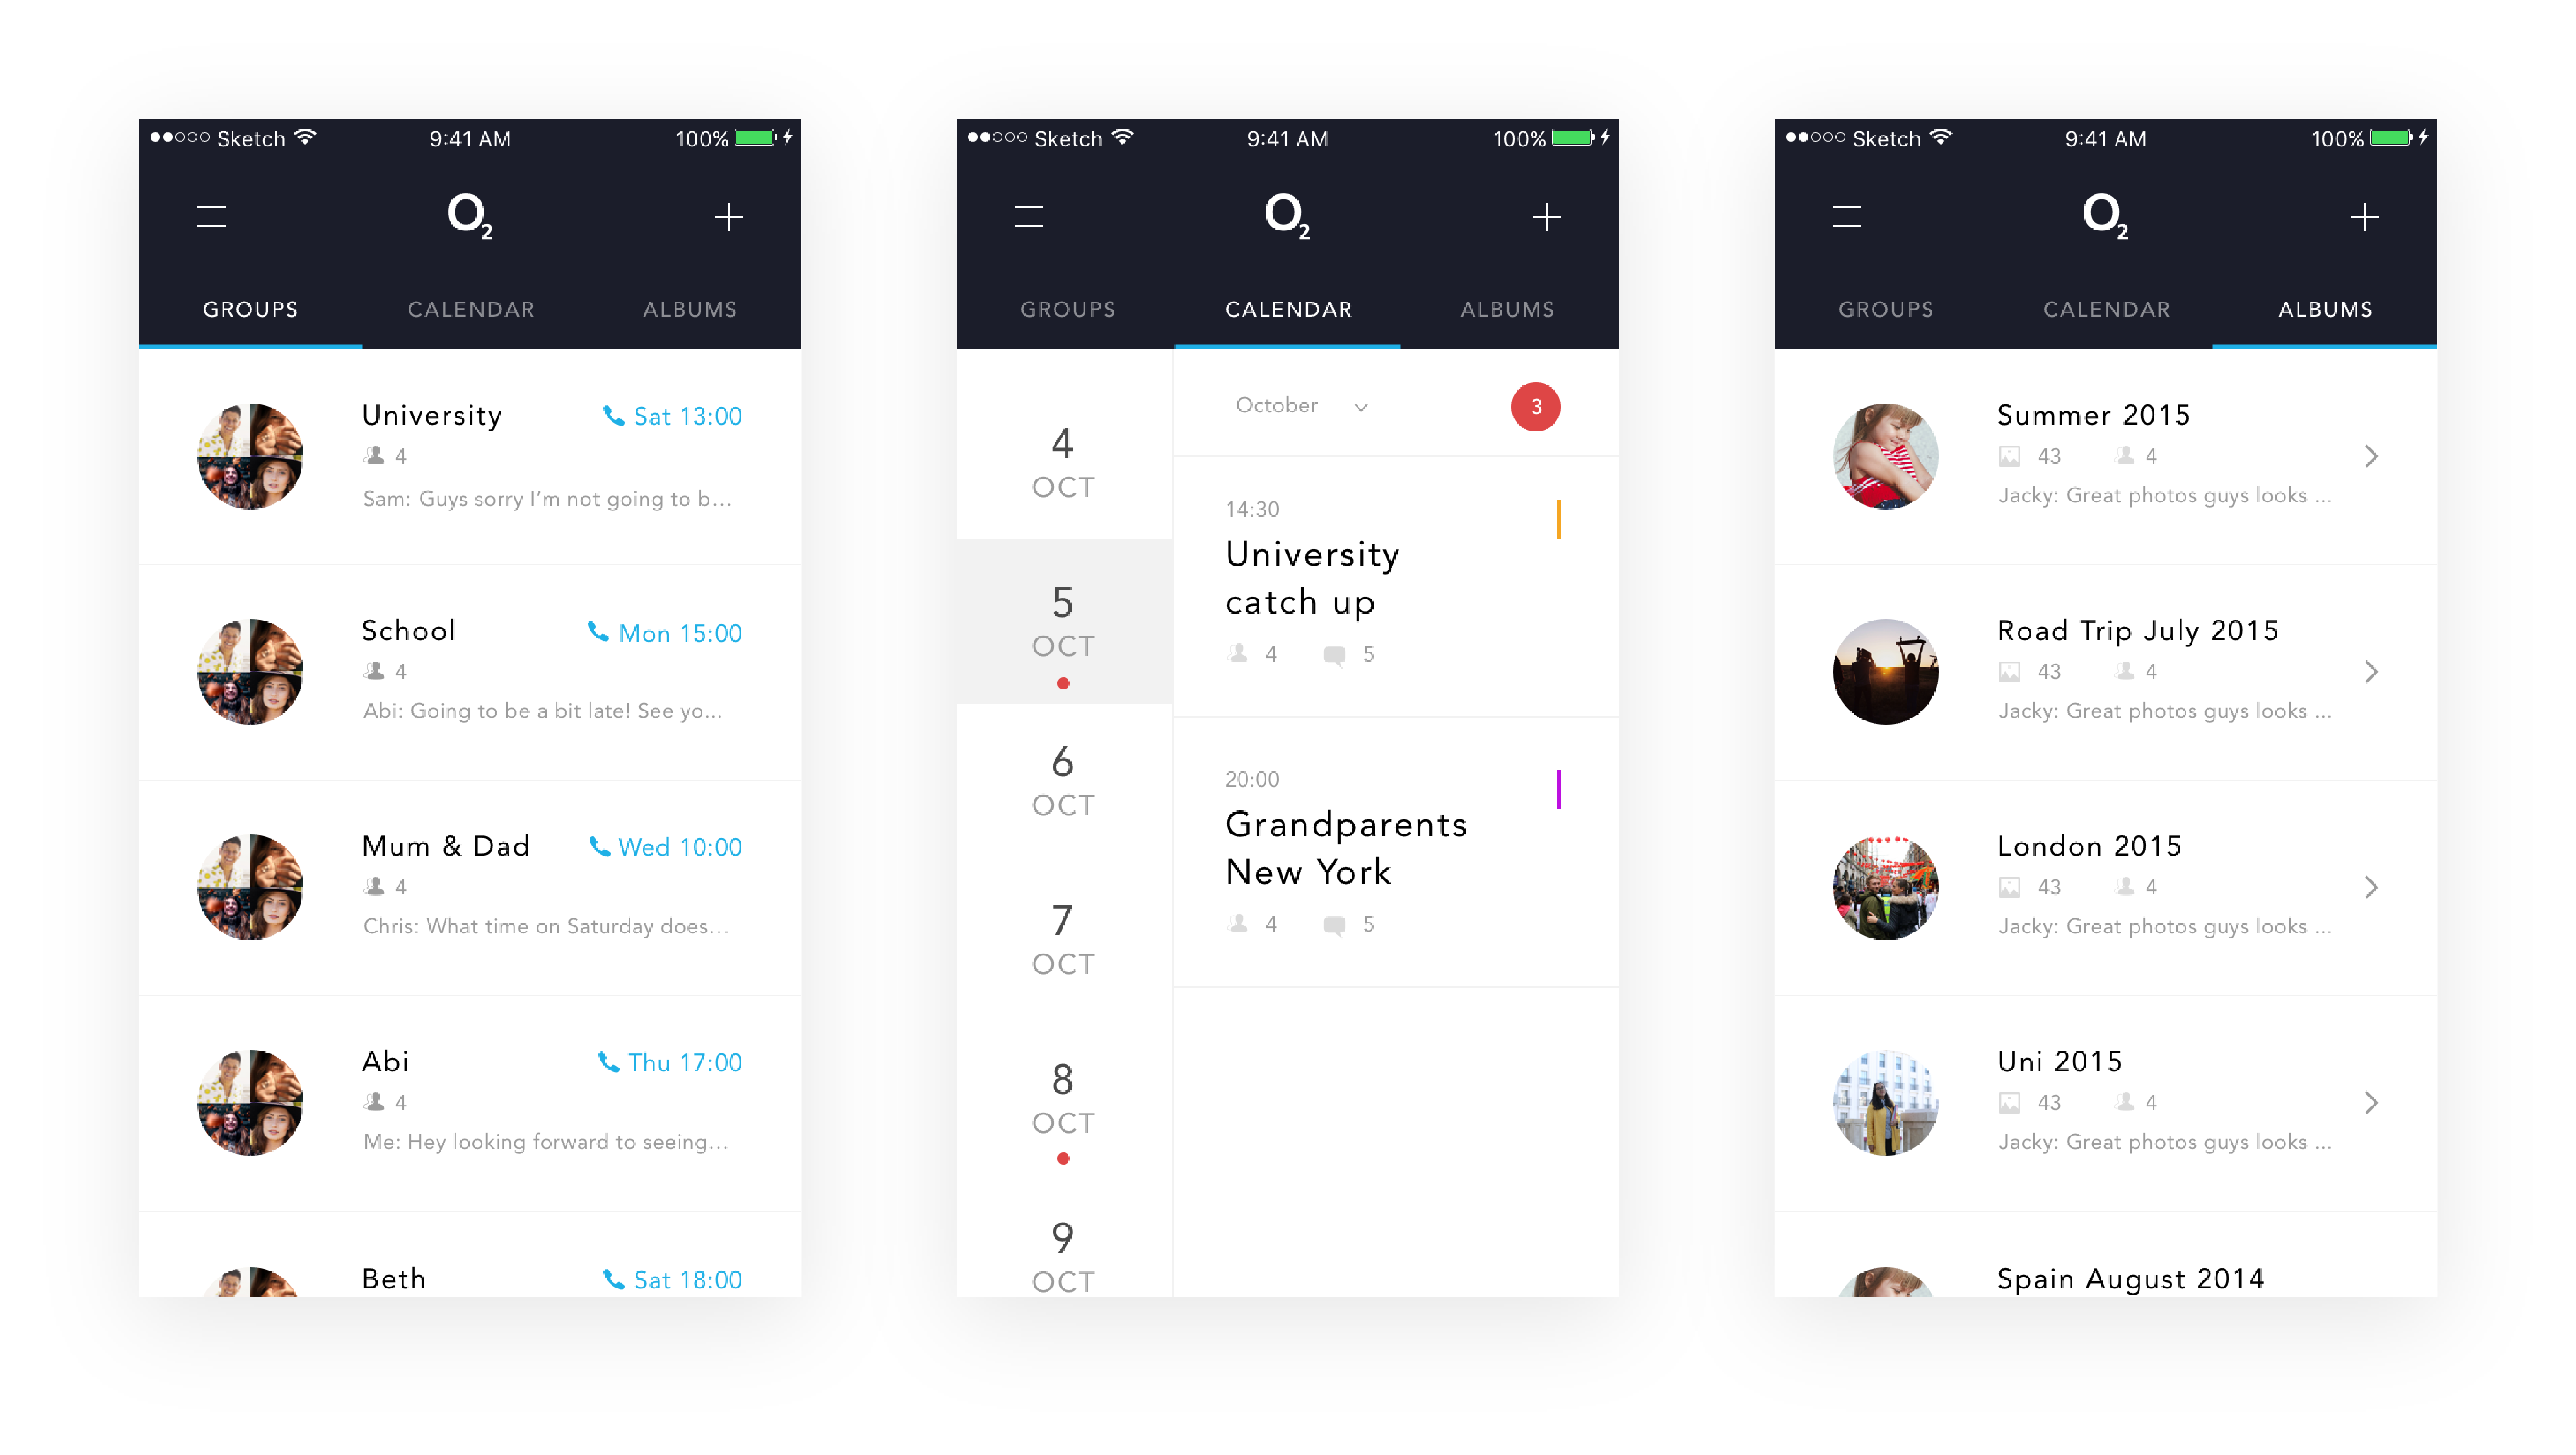 Sketch 9:41 AM 100%
O2
GROUPS CALENDAR ALBUMS
University Sat 13:00
4
Sam: Guys sorry I'm not going to b...
School Mon 15:00
4
Abi: Going to be a bit late! See yo...
Mum & Dad Wed 10:00
4
Chris: What time on Saturday does...
Abi Thu 17:00
4
Me: Hey looking forward to seeing...
Beth Sat 18:00
Sketch 9:41 AM 100%
O2
GROUPS CALENDAR ALBUMS
4
OCT
5
OCT
6
OCT
7
OCT
8
OCT
9
OCT
October 3
14:30
University
catch up
4 5
20:00
Grandparents
New York
4 5
Sketch 9:41 AM 100%
O2
GROUPS CALENDAR ALBUMS
Summer 2015
43 4
Jacky: Great photos guys looks ...
Road Trip July 2015
43 4
Jacky: Great photos guys looks ...
London 2015
43 4
Jacky: Great photos guys looks ...
Uni 2015
43 4
Jacky: Great photos guys looks ...
Spain August 2014